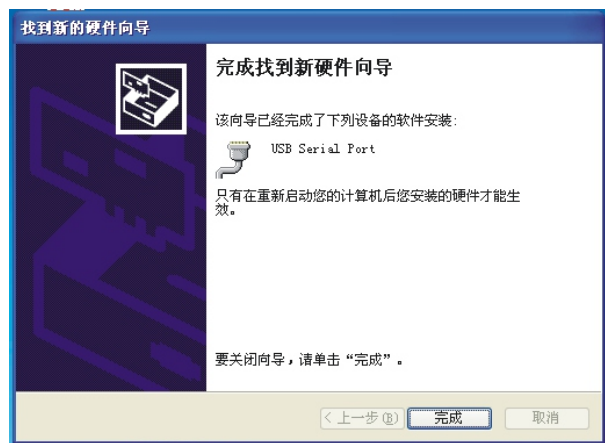 找到新的硬件向导
完成找到新硬件向导
该向导已经完成了下列设备的软件安装:
USB Serial Port
只有在重新启动您的计算机后您安装的硬件才能生
效。
要关闭向导，请单击“完成”。
< 上一步(B) 完成 取消